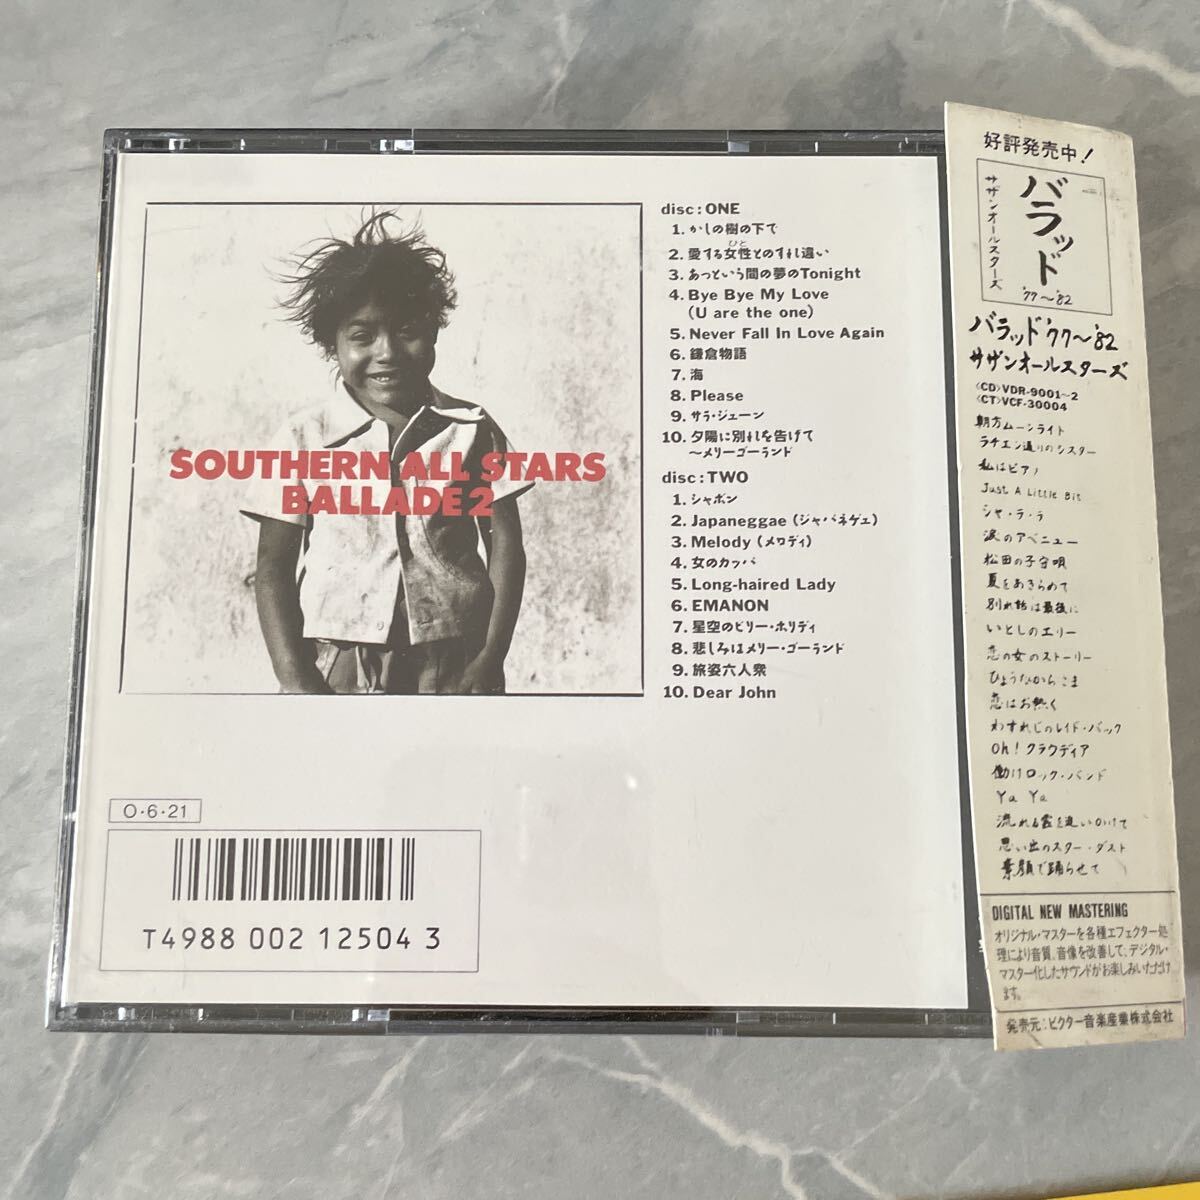 SOUTHERN ALL STARS
BALLADE 2
disc : ONE
1. かしの樹の下で
ひと
2. 愛する女性とのすれ違い
3. あっという間の夢のTonight
4. Bye Bye My Love
(U are the one)
5. Never Fall In Love Again
6. 鎌倉物語
7. 海
8. Please
9. サラ・ジェーン
10. 夕陽に別れを告げて
〜メリーゴーランド
disc : TWO
1. シャボン
2. Japaneggae (ジャパネゲエ)
3. Melody (メロディ)
4. 女のカッパ
5. Long-haired Lady
6. EMANON
7. 星空のビリー・ホリディ
8. 悲しみはメリー・ゴーランド
9. 旅姿六人衆
10. Dear John
O・6・21
T4988 002 12504 3
好評発売中!
バラッド
'77〜'82
サザンオールスターズ
バラッド'77〜'82
サザンオールスターズ
〈CD〉VDR-9001~2
〈CT〉VCF-30004
朝方ムーンライト
ラチエン通りのシスター
私はピアノ
Just A Little Bit
シャ・ラ・ラ
涙のアベニュー
松田の子守唄
夏をあきらめて
別れ話は最後に
いとしのエリー
恋の女のストーリー
ひょうたんからこま
恋はお熱く
わすれじのレイド・バック
Oh! クラウディア
働けロック・バンド
Ya Ya
流れる雲を追いかけて
思い出のスター・ダスト
素顔で踊らせて
DIGITAL NEW MASTERING
オリジナル・マスターを各種エフェクター処
理により音質、音像を改善して、デジタル・
マスター化したサウンドがお楽しみいただけ
ます。
発売元:ビクター音楽産業株式会社